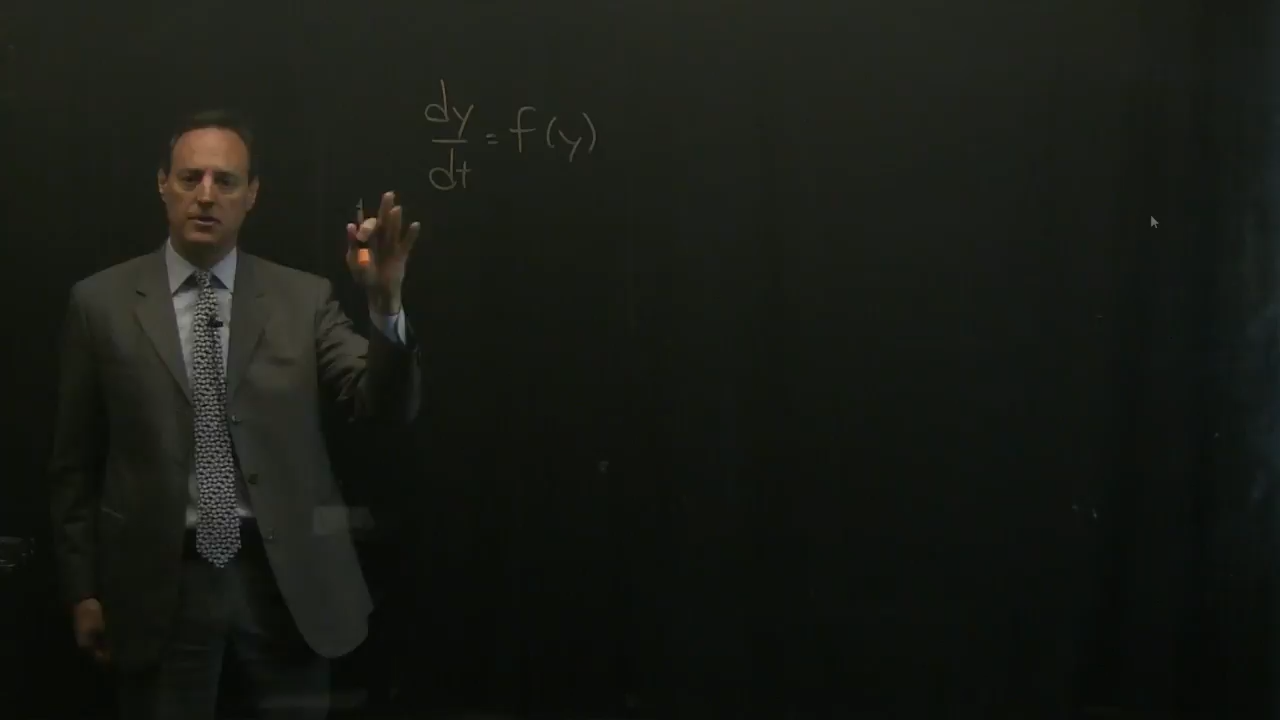 dy/dt = f(y)